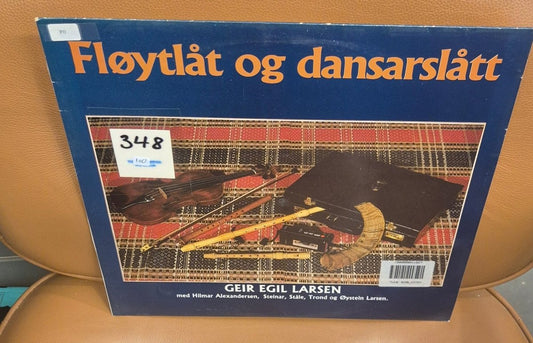 Fløytlåt og dansarslått
348
GEIR EGIL LARSEN
med Hilmar Alexandersen, Steinar, Ståle, Trond og Øystein Larsen.